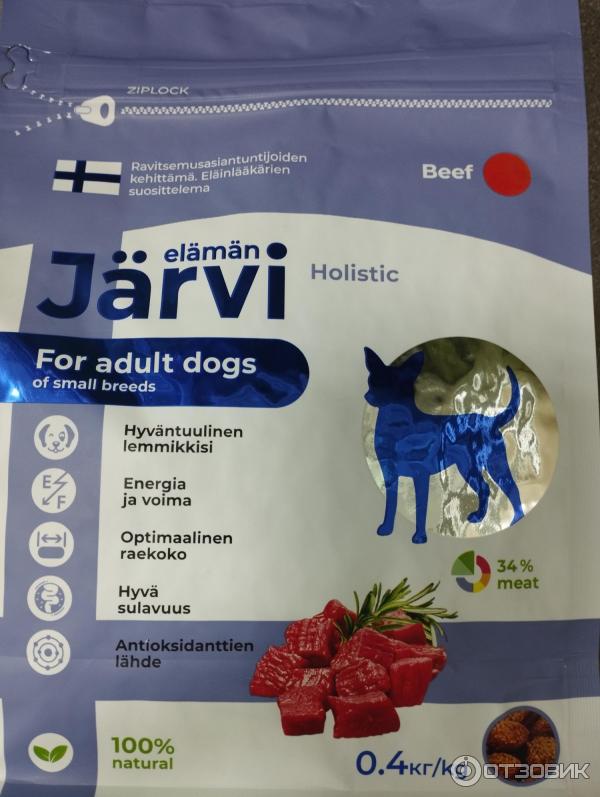 ZIPLOCK
Ravitsemusasiantuntijoiden
kehittämä. Eläinlääkärien
suosittelema
Beef
elämän
Järvi
Holistic
For adult dogs
of small breeds
Hyväntuulinen
lemmikkisi
E
F
Energia
ja voima
Optimaalinen
raekoko
34%
meat
Hyvä
sulavuus
Antioksidanttien
lähde
100%
natural
0.4кг/kg
ОТЗОВИК